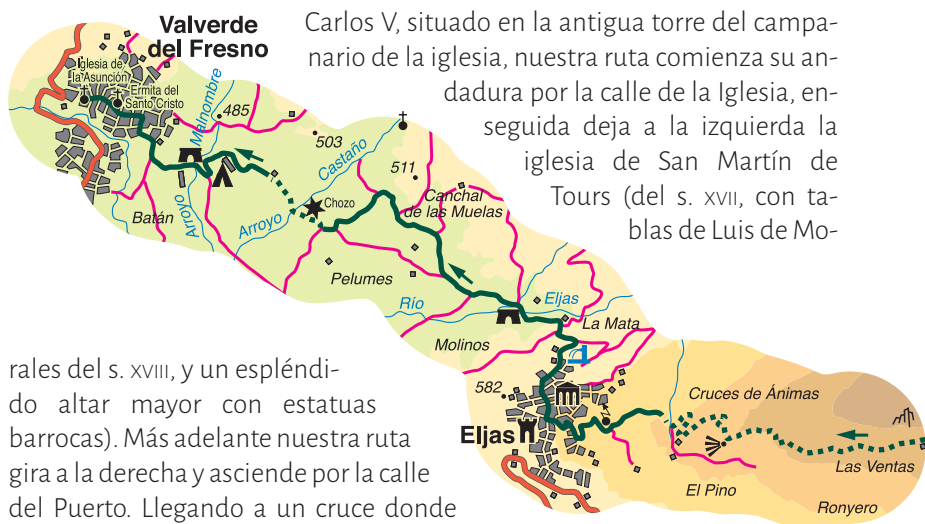 Carlos V, situado en la antigua torre del campa-
nario de la iglesia, nuestra ruta comienza su an-
dadura por la calle de la Iglesia, en-
seguida deja a la izquierda la
iglesia de San Martín de
Tours (del s. XVII, con ta-
blas de Luis de Mo-
rales del s. XVIII, y un espléndi-
do altar mayor con estatuas
barrocas). Más adelante nuestra ruta
gira a la derecha y asciende por la calle
del Puerto. Llegando a un cruce donde
Valverde
del Fresno
Iglesia de
la Asunción
Ermita del
Santo Cristo
Arroyo Malnombre
485
503
Arroyo Castaño
511
Chozo
Canchal
de las Muelas
Batán
Pelumes
Río Eljas
La Mata
Molinos
582
Eljas
Cruces de Ánimas
Las Ventas
El Pino
Ronyero